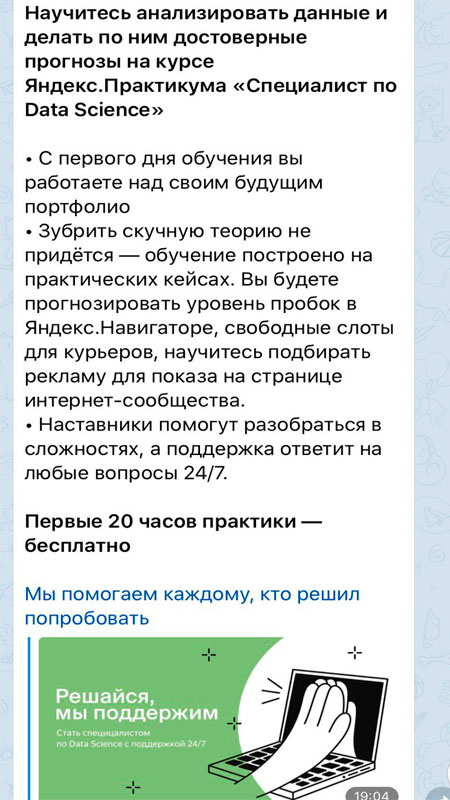 Научитесь анализировать данные и
делать по ним достоверные
прогнозы на курсе
Яндекс.Практикума «Специалист по
Data Science»
• С первого дня обучения вы
работаете над своим будущим
портфолио
• Зубрить скучную теорию не
придётся — обучение построено на
практических кейсах. Вы будете
прогнозировать уровень пробок в
Яндекс.Навигаторе, свободные слоты
для курьеров, научитесь подбирать
рекламу для показа на странице
интернет-сообщества.
• Наставники помогут разобраться в
сложностях, а поддержка ответит на
любые вопросы 24/7.
Первые 20 часов практики —
бесплатно
Мы помогаем каждому, кто решил
попробовать
Решайся,
мы поддержим
Стать специцалистом
по Data Science с поддержкой 24/7
19:04